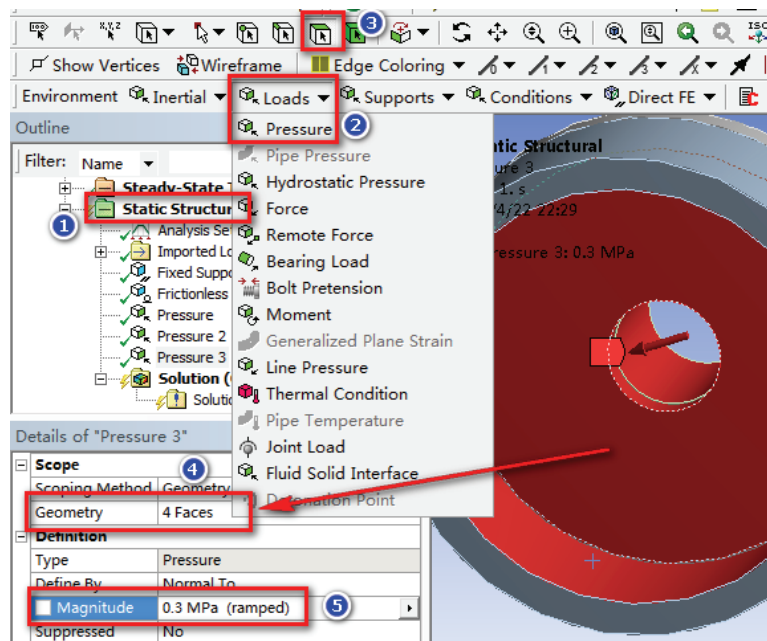 x,y,z
3
ISO
Show Vertices Wireframe Edge Coloring
Environment Inertial Loads Supports Conditions Direct FE
Outline
Filter: Name
Pressure 2
Pipe Pressure
Hydrostatic Pressure
Force
Remote Force
Bearing Load
Bolt Pretension
Moment
Generalized Plane Strain
Line Pressure
Thermal Condition
Pipe Temperature
Joint Load
Fluid Solid Interface
Detonation Point
Steady-State
1 Static Structur
Analysis Set
Imported Lo
Fixed Suppo
Frictionless
Pressure
Pressure 2
Pressure 3
Solution (
Solutio
tic Structural
ure 3
1. s
/4/22 22:29
ressure 3: 0.3 MPa
Details of "Pressure 3"
Scope
4
Scoping Method Geometry
Geometry 4 Faces
Definition
Type Pressure
Define By Normal To
Magnitude 0.3 MPa (ramped) 5
Suppressed No